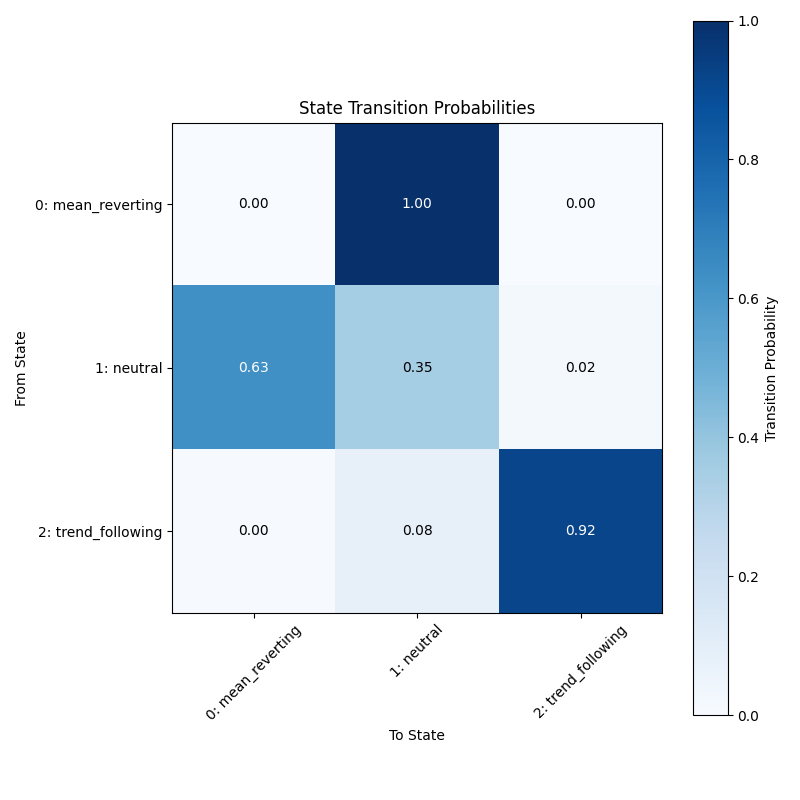 State Transition Probabilities
From State
0: mean_reverting
0.00
1.00
0.00
1: neutral
0.63
0.35
0.02
2: trend_following
0.00
0.08
0.92
0: mean_reverting
1: neutral
2: trend_following
To State
1.0
0.8
0.6
0.4
0.2
0.0
Transition Probability